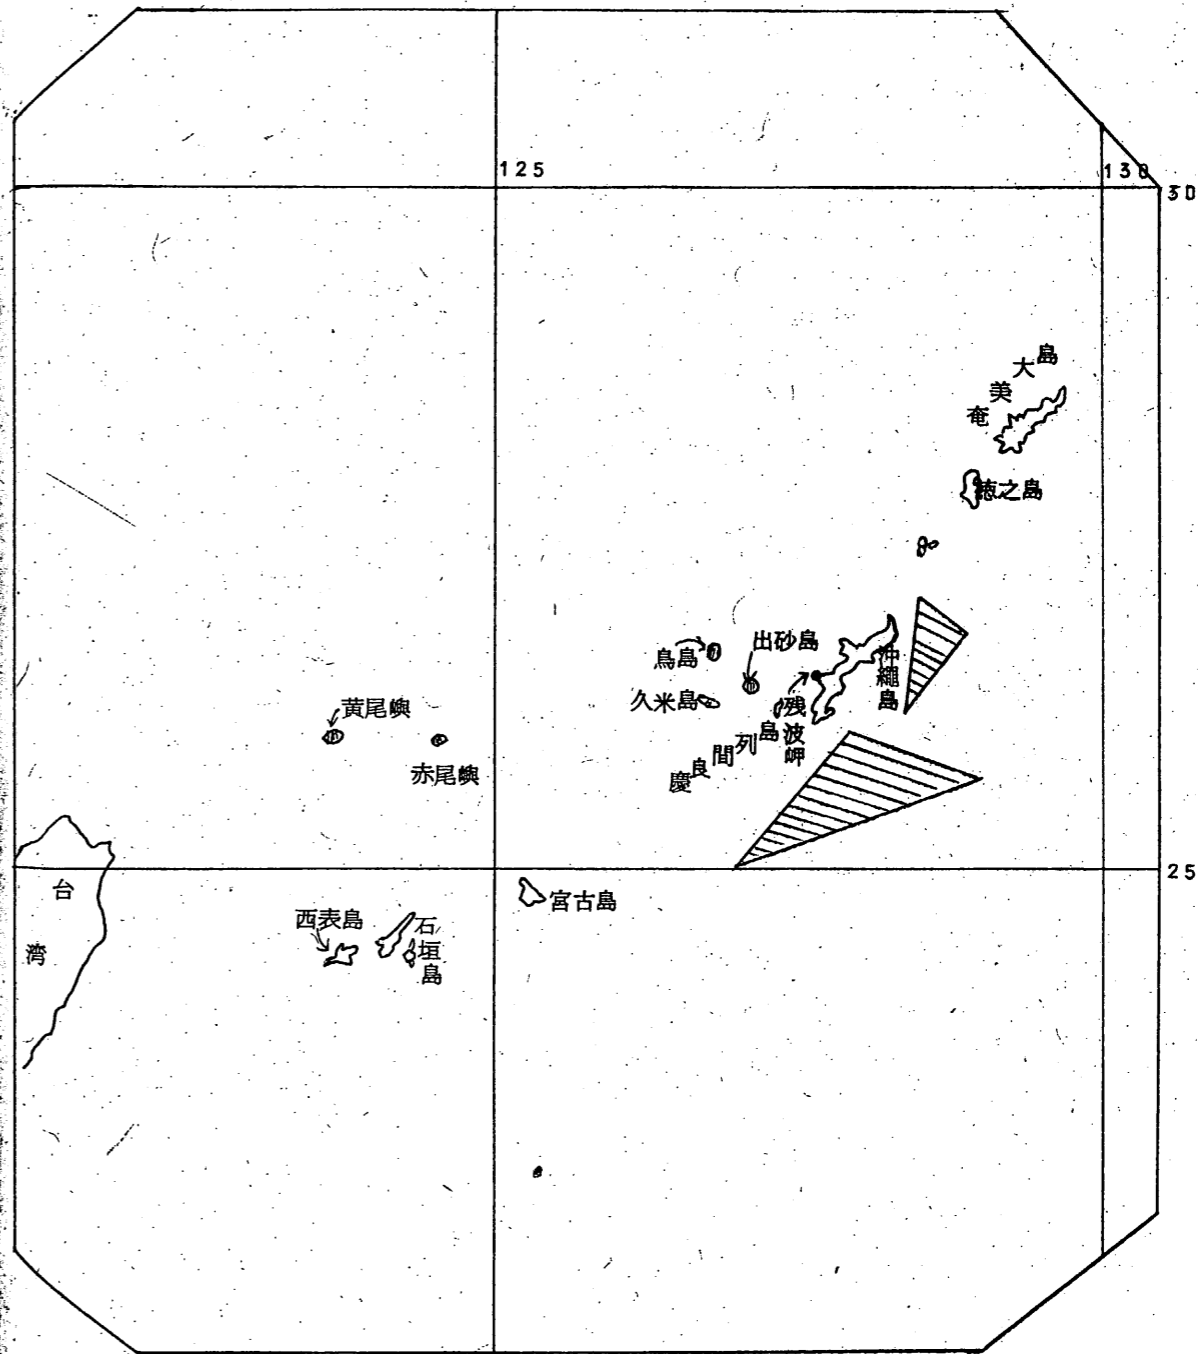 125
130
30
奄美大島
徳之島
出砂島
鳥島
沖縄島
久米島
残波岬
黄尾嶼
慶良間列島
赤尾嶼
25
台湾
宮古島
西表島
石垣島